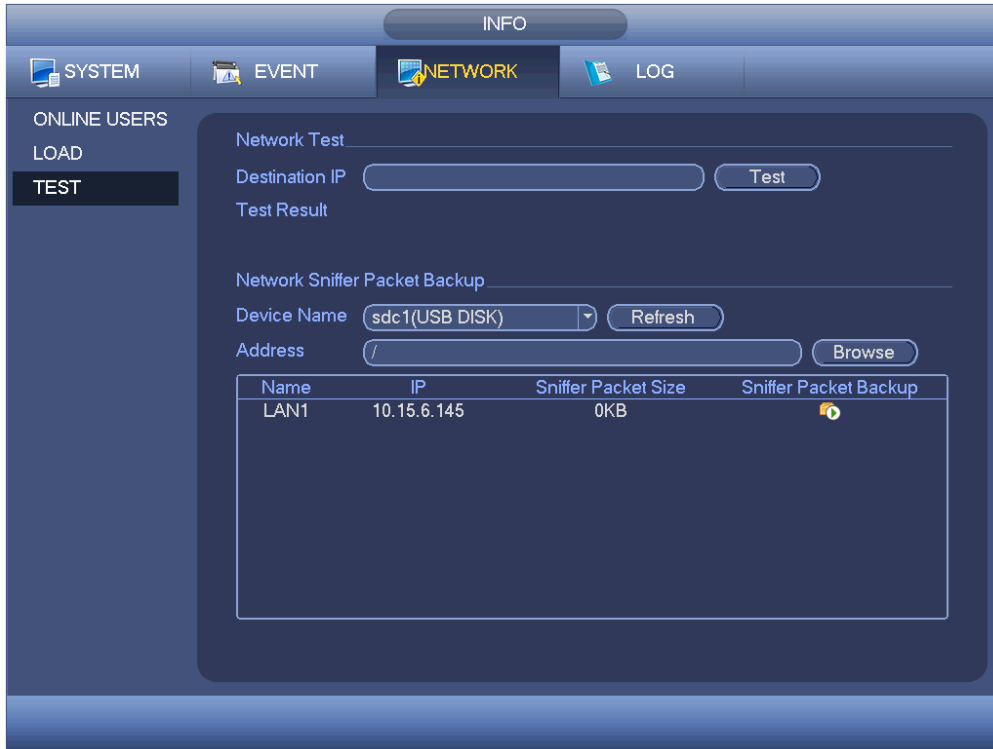 INFO
SYSTEM EVENT NETWORK LOG
ONLINE USERS
LOAD
TEST
Network Test
Destination IP Test
Test Result
Network Sniffer Packet Backup
Device Name sdc1(USB DISK) Refresh
Address / Browse
Name IP Sniffer Packet Size Sniffer Packet Backup
LAN1 10.15.6.145 0KB